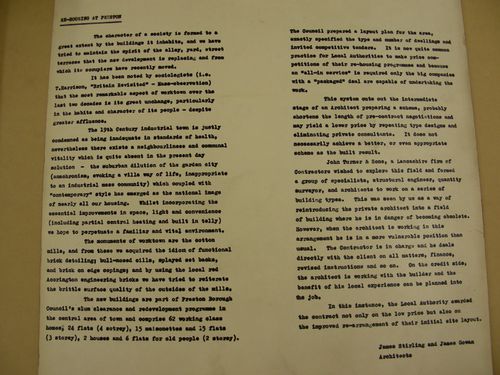 RE-HOUSING AT PRESTON
The character of a society is formed to a
great extent by the buildings it inhabits, and we have
tried to maintain the spirit of the alley, yard, street
terraces that the new development is replacing and from
which its occupiers have recently moved.
It has been noted by sociologists (i.e.
T.Harrison, "Britain Revisited" - Mass-observation)
that the most remarkable aspect of worktown over the
last two decades is its great unchange, particularly
in the habits and character of its people - despite
greater affluence.
The 19th Century industrial town is justly
condemned as being inadequate in standards of health,
nevertheless there exists a neighbourliness and communal
vitality which is quite absent in the present day
solution - the suburban dilution of the garden city
(anachronism, evoking a villa way of life, inappropriate
to an industrial mass community) which coupled with
"contemporary" style has emerged as the national image
of nearly all our housing. Whilst incorporating the
essential improvements in space, light and convenience
(including partial central heating and built in telly)
we hope to perpetuate a familiar and vital environment.
The monuments of worktown are the cotton
mills, and from these we acquired the idiom of functional
brick detailing; bull-nosed sills, splayed set backs,
and brick on edge copings; and by using the local red
Accrington engineering bricks we have tried to reiterate
the brittle surface quality of the outsides of the mills.
The new buildings are part of Preston Borough
Council's slum clearance and redevelopment programme in
the central area of town and comprise 62 working class
homes; 24 flats (4 storey), 15 maisonettes and 15 flats
(3 storey), 2 houses and 6 flats for old people (2 storey).
The Council prepared a layout plan for the area,
exactly specified the type and number of dwellings and
invited competitive tenders. It is now quite common
practice for Local Authorities to make price com-
petitions of their re-housing programmes and because
an "all-in service" is required only the big companies
with a "packaged" deal are capable of undertaking the
work.
This system cuts out the intermediate
stage of an Architect preparing a scheme, probably
shortens the length of pre-contract negotiations and
may yield a lower price by repeating type designs and
eliminating private consultants. It does not
necessarily achieve a better, or even appropriate
scheme as the built result.
John Turner & Sons, a Lancashire firm of
Contractors wished to explore this field and formed
a group of specialists, structural engineer, quantity
surveyor, and architects to work on a series of
building types. This was seen by us as a way of
reintroducing the private architect into a field
of building where he is in danger of becoming obsolete.
However, when the architect is working in this
arrangement he is in a more vulnerable position than
usual. The Contractor is in charge and he deals
directly with the client on all matters, finance,
revised instructions and so on. On the credit side,
the architect is working with the builder and the
benefit of his local experience can be planned into
the job.
In this instance, the Local Authority awarded
the contract not only on the low price but also on
the improved re-arrangement of their initial site layout.
James Stirling and James Gowan
Architects